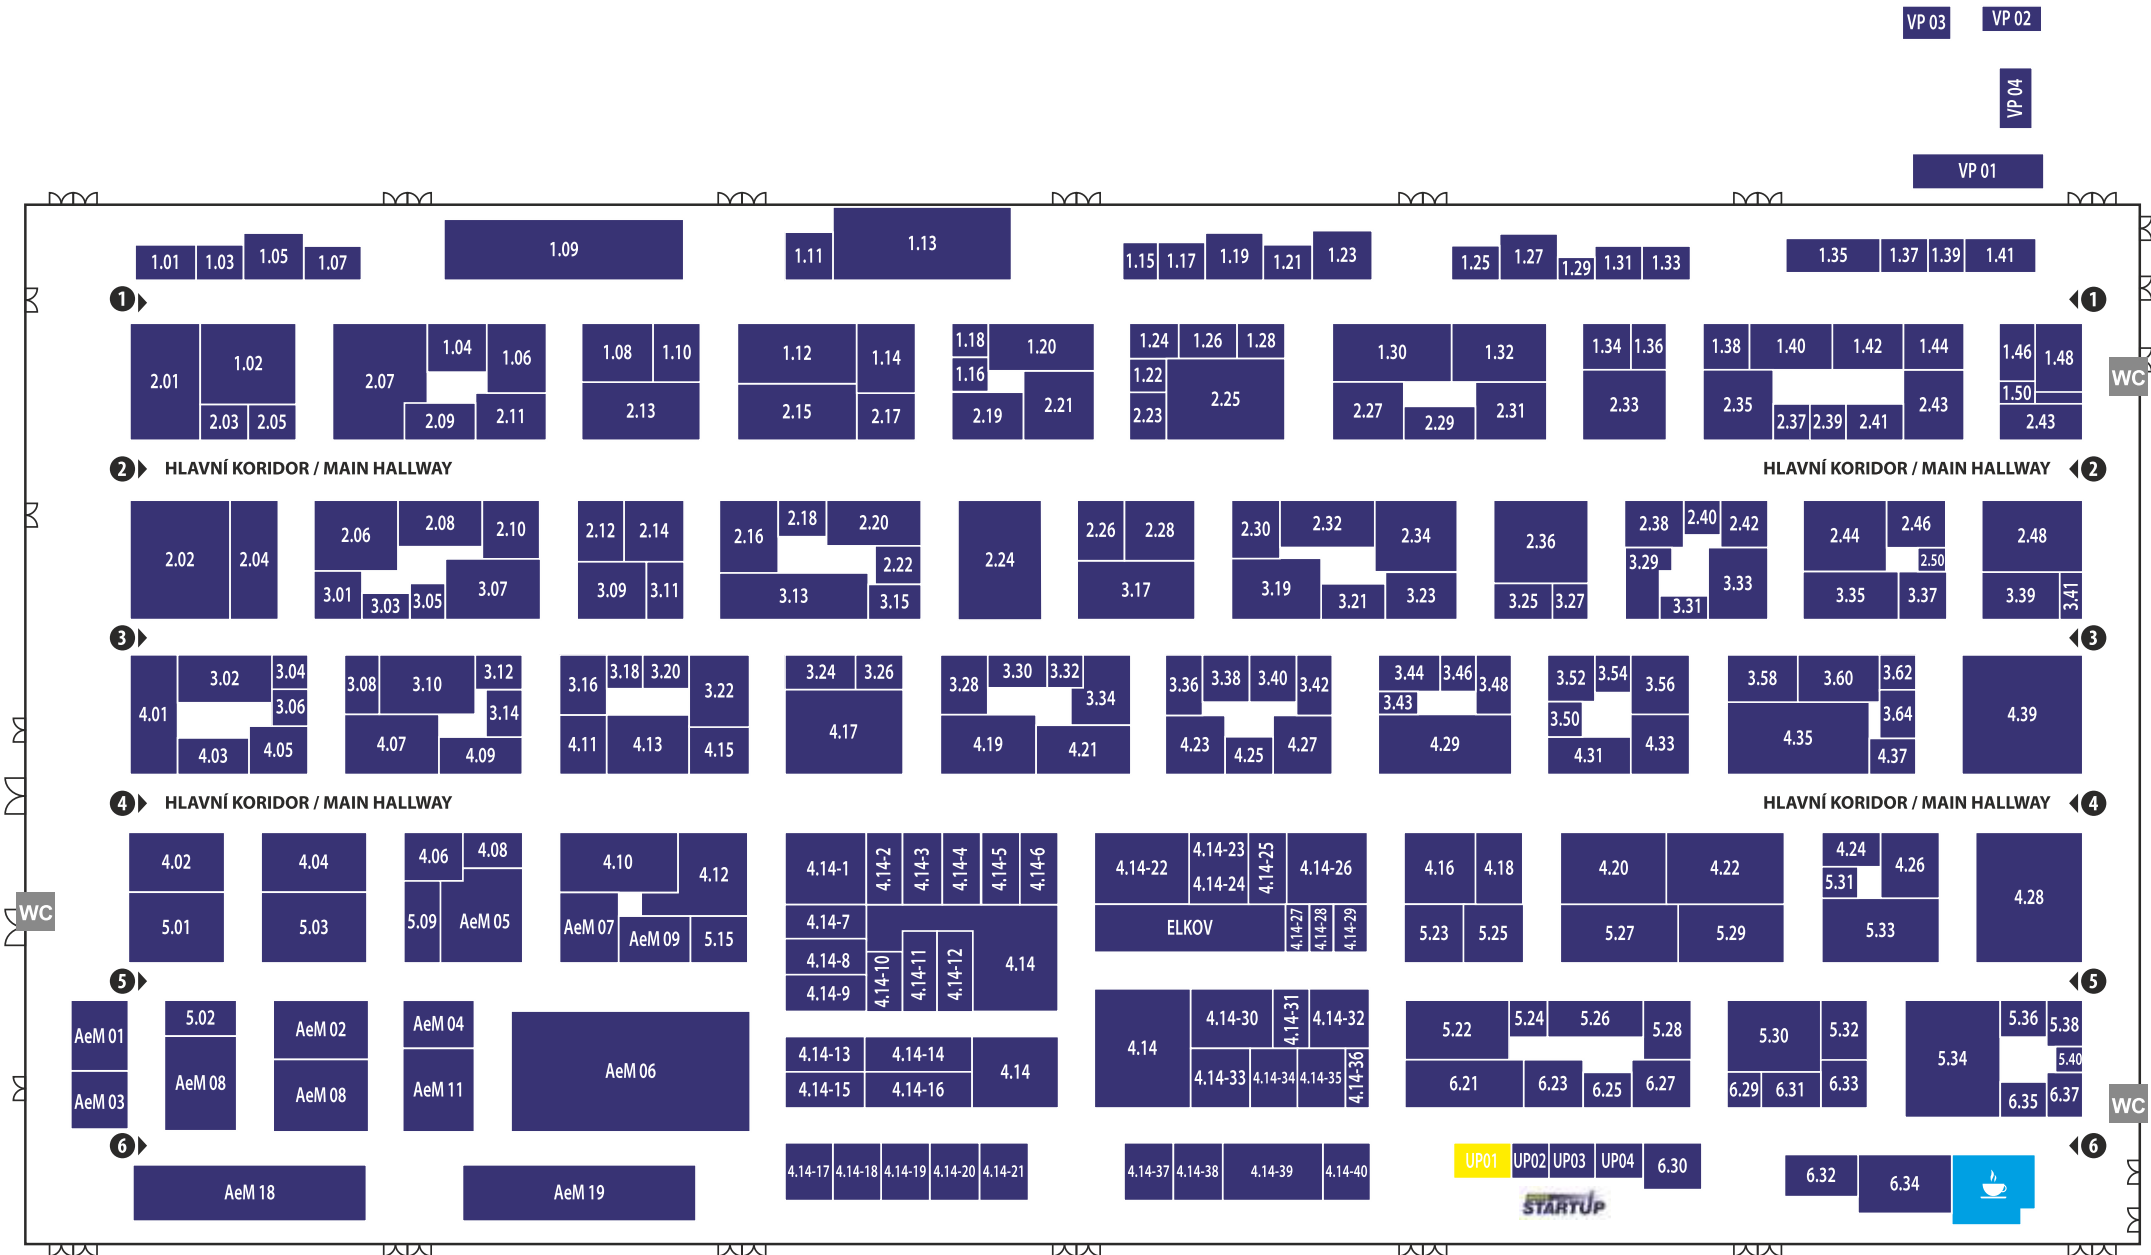 VP 03 VP 02
VP 04
VP 01
1.01 1.03 1.05 1.07 1.09 1.11 1.13 1.15 1.17 1.19 1.21 1.23 1.25 1.27 1.29 1.31 1.33 1.35 1.37 1.39 1.41
1 1
2.01 1.02 2.07 1.04 1.06 1.08 1.10 1.12 1.14 1.18 1.20 1.24 1.26 1.28 1.30 1.32 1.34 1.36 1.38 1.40 1.42 1.44 1.46 1.48
1.16 1.22 1.50
2.03 2.05 2.09 2.11 2.13 2.15 2.17 2.19 2.21 2.23 2.25 2.27 2.29 2.31 2.33 2.35 2.37 2.39 2.41 2.43 2.43
2 HLAVNÍ KORIDOR / MAIN HALLWAY HLAVNÍ KORIDOR / MAIN HALLWAY 2
WC
2.02 2.04 2.06 2.08 2.10 2.12 2.14 2.16 2.18 2.20 2.24 2.26 2.28 2.30 2.32 2.34 2.36 2.38 2.40 2.42 2.44 2.46 2.48
2.22 3.29 2.50
3.01 3.03 3.05 3.07 3.09 3.11 3.13 3.15 3.17 3.19 3.21 3.23 3.25 3.27 3.31 3.33 3.35 3.37 3.39 3.41
3 3
4.01 3.02 3.04 3.08 3.10 3.12 3.16 3.18 3.20 3.22 3.24 3.26 3.28 3.30 3.32 3.34 3.36 3.38 3.40 3.42 3.44 3.46 3.48 3.52 3.54 3.56 3.58 3.60 3.62 4.39
3.06 3.14 3.43 3.50 3.64
4.03 4.05 4.07 4.09 4.11 4.13 4.15 4.17 4.19 4.21 4.23 4.25 4.27 4.29 4.31 4.33 4.35 4.37
4 HLAVNÍ KORIDOR / MAIN HALLWAY HLAVNÍ KORIDOR / MAIN HALLWAY 4
4.02 4.04 4.06 4.08 4.10 4.12 4.14-1 4.14-2 4.14-3 4.14-4 4.14-5 4.14-6 4.14-22 4.14-23 4.14-24 4.14-25 4.14-26 4.16 4.18 4.20 4.22 4.24 4.26 4.28
5.31
WC
5.01 5.03 5.09 AeM 05 AeM 07 AeM 09 5.15 4.14-7 ELKOV 4.14-27 4.14-28 4.14-29 5.23 5.25 5.27 5.29 5.33
4.14-8 4.14-10 4.14-11 4.14-12 4.14
4.14-9
5 5
AeM 01 5.02 AeM 02 AeM 04 4.14 4.14-30 4.14-31 4.14-32 5.22 5.24 5.26 5.28 5.30 5.32 5.34 5.36 5.38
AeM 03 AeM 08 AeM 08 AeM 11 AeM 06 4.14-13 4.14-14 4.14 5.40
4.14-15 4.14-16 4.14-33 4.14-34 4.14-35 4.14-36 6.21 6.23 6.25 6.27 6.29 6.31 6.33 6.35 6.37
WC
6 6
AeM 18 AeM 19 4.14-17 4.14-18 4.14-19 4.14-20 4.14-21 4.14-37 4.14-38 4.14-39 4.14-40 UP01 UP02 UP03 UP04 6.30 6.32 6.34
STARTUP